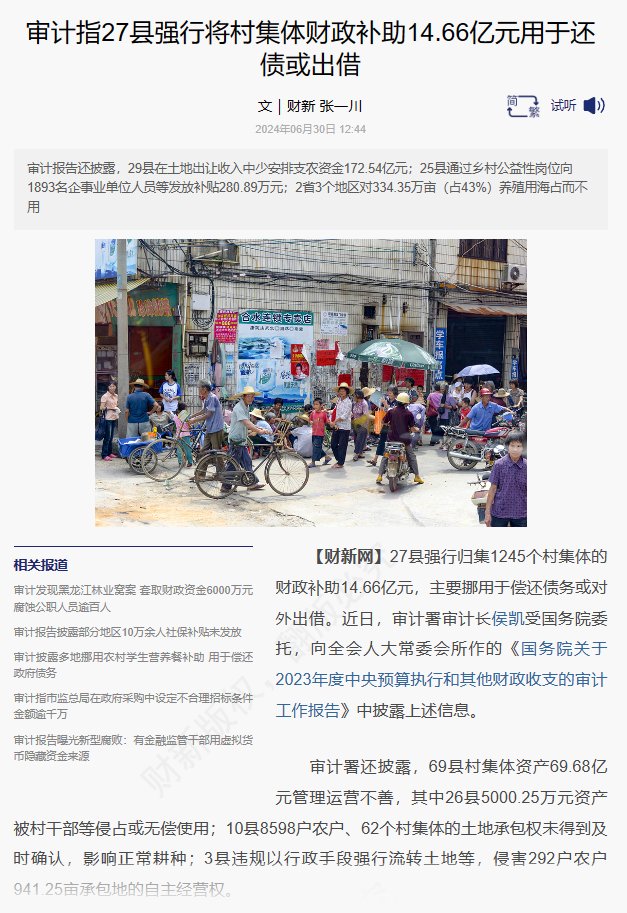 审计指27县强行将村集体财政补助14.66亿元用于还
债或出借
文 | 财新 张一川
简 繁 试听
2024年06月30日 12:44
审计报告还披露，29县在土地出让收入中少安排支农资金172.54亿元；25县通过乡村公益性岗位向
1893名企事业单位人员等发放补贴280.89万元；2省3个地区对334.35万亩（占43%）养殖用海占而不
用
台水连锁专卖店
学车报名
相关报道
审计发现黑龙江林业窝案 套取财政资金6000万元
腐蚀公职人员逾百人
审计报告披露部分地区10万余人社保补贴未发放
审计披露多地挪用农村学生营养餐补助 用于偿还
政府债务
审计指市监总局在政府采购中设定不合理招标条件
金额逾千万
审计报告曝光新型腐败：有金融监管干部用虚拟货
币隐藏资金来源
【财新网】27县强行归集1245个村集体的
财政补助14.66亿元，主要挪用于偿还债务或对
外出借。近日，审计署审计长侯凯受国务院委
托，向全会人大常委会所作的《国务院关于
2023年度中央预算执行和其他财政收支的审计
工作报告》中披露上述信息。
审计署还披露，69县村集体资产69.68亿
元管理运营不善，其中26县5000.25万元资产
被村干部等侵占或无偿使用；10县8598户农户、62个村集体的土地承包权未得到及
时确认，影响正常耕种；3县违规以行政手段强行流转土地等，侵害292户农户
941.25亩承包地的自主经营权。